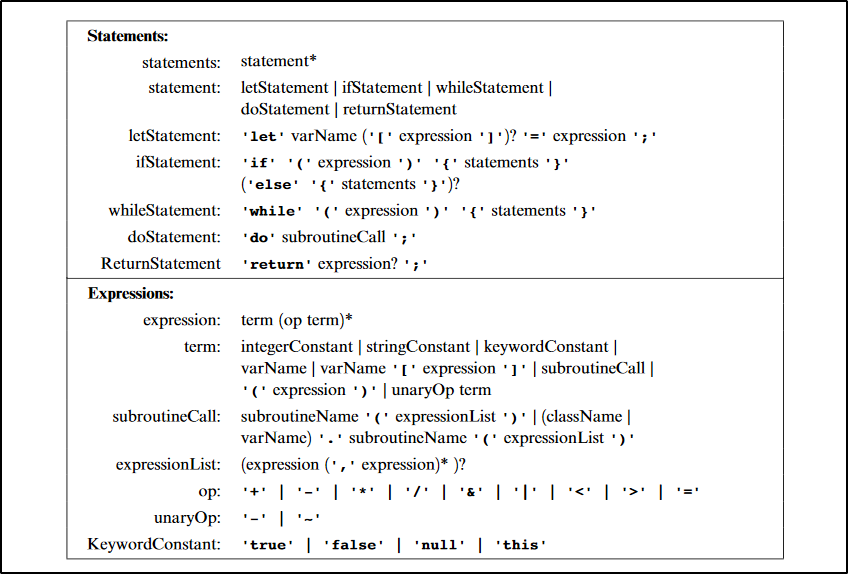 Statements:
statements: statement*
statement: letStatement | ifStatement | whileStatement |
doStatement | returnStatement
letStatement: 'let' varName ('[' expression ']')? '=' expression ';'
ifStatement: 'if' '(' expression ')' '{' statements '}'
('else' '{' statements '}')?
whileStatement: 'while' '(' expression ')' '{' statements '}'
doStatement: 'do' subroutineCall ';'
ReturnStatement 'return' expression? ';'
Expressions:
expression: term (op term)*
term: integerConstant | stringConstant | keywordConstant |
varName | varName '[' expression ']' | subroutineCall |
'(' expression ')' | unaryOp term
subroutineCall: subroutineName '(' expressionList ')' | (className |
varName) '.' subroutineName '(' expressionList ')'
expressionList: (expression (',' expression)* )?
op: '+' | '-' | '*' | '/' | '&' | '|' | '<' | '>' | '='
unaryOp: '-' | '~'
KeywordConstant: 'true' | 'false' | 'null' | 'this'